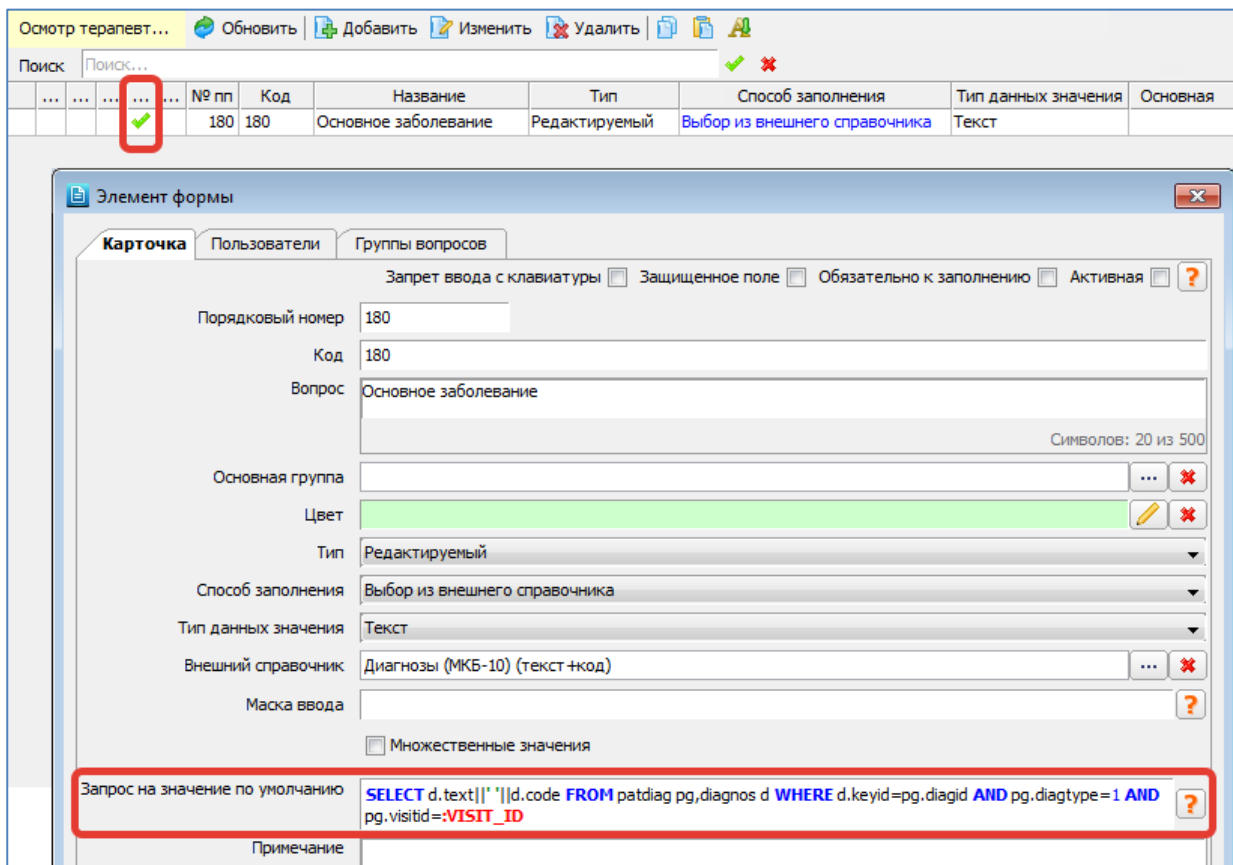 Осмотр терапевт... Обновить Добавить Изменить Удалить
Поиск Поиск...
... ... ... ... ... № пп Код Название Тип Способ заполнения Тип данных значения Основная
180 180 Основное заболевание Редактируемый Выбор из внешнего справочника Текст
Элемент формы
Карточка Пользователи Группы вопросов
Запрет ввода с клавиатуры Защищенное поле Обязательно к заполнению Активная ?
Порядковый номер 180
Код 180
Вопрос Основное заболевание
Символов: 20 из 500
Основная группа ...
Цвет
Тип Редактируемый
Способ заполнения Выбор из внешнего справочника
Тип данных значения Текст
Внешний справочник Диагнозы (МКБ-10) (текст+код) ...
Маска ввода ?
Множественные значения
Запрос на значение по умолчанию SELECT d.text||' '||d.code FROM patdiag pg,diagnos d WHERE d.keyid=pg.diagid AND pg.diagtype=1 AND
pg.visitid=:VISIT_ID ?
Примечание